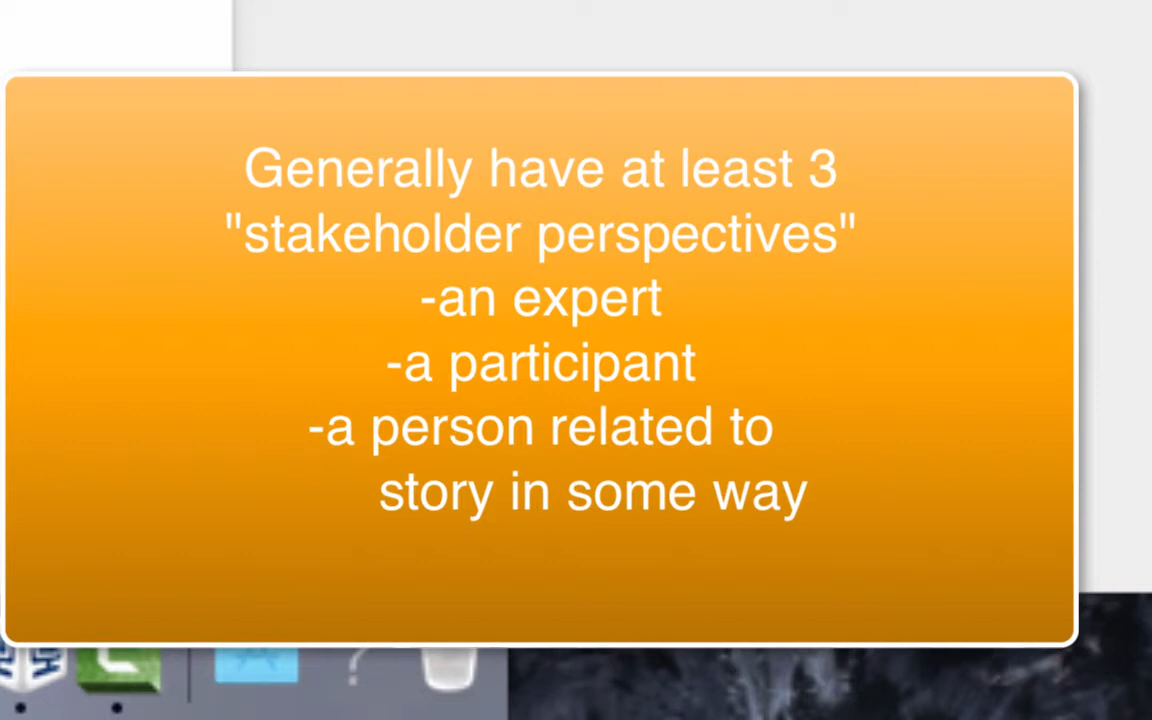 Generally have at least 3
"stakeholder perspectives"
-an expert
-a participant
-a person related to
story in some way